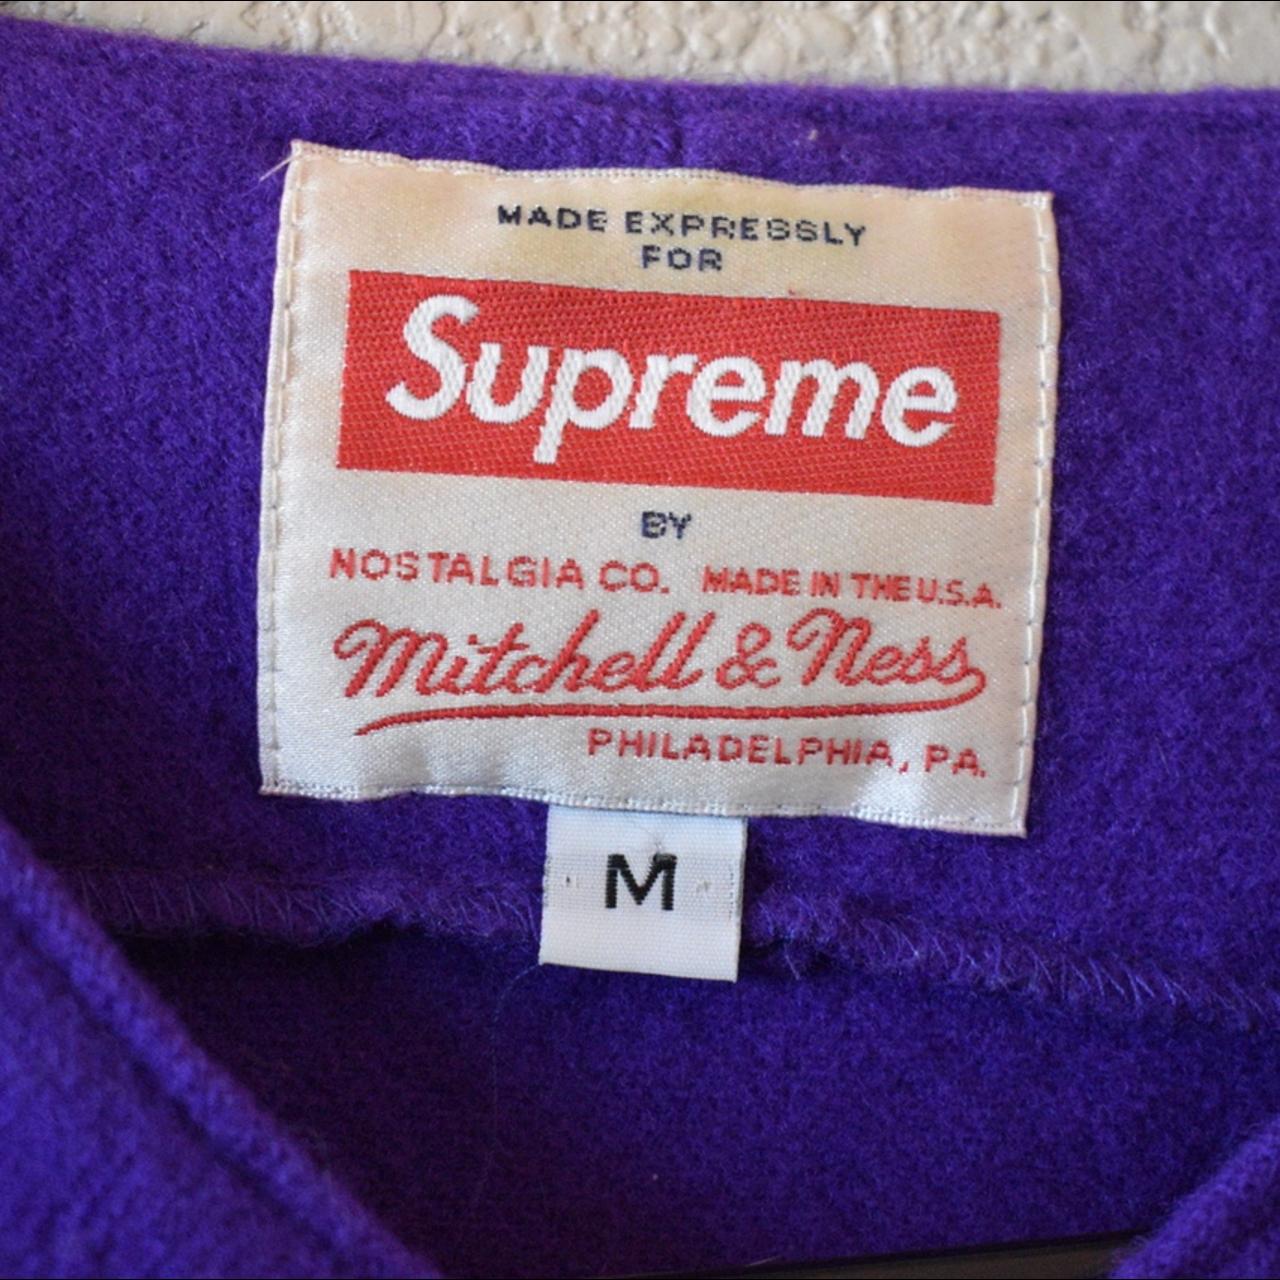 MADE EXPRESSLY
FOR
Supreme
BY
NOSTALGIA CO. MADE IN THE U.S.A.
Mitchell & Ness
PHILADELPHIA, PA.
M